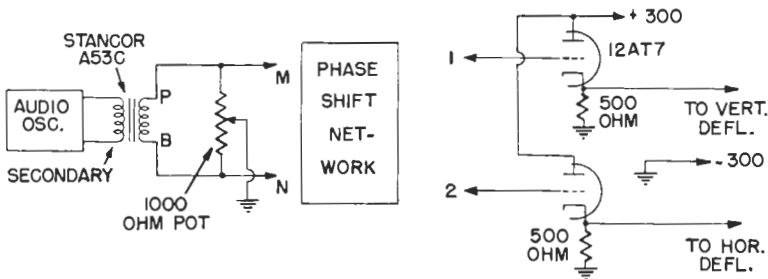 STANCOR
A53C
AUDIO
OSC.
P
B
SECONDARY
1000
OHM POT
M
N
PHASE
SHIFT
NET-
WORK
+ 300
12AT7
1
500
OHM
TO VERT.
DEFL.
- 300
2
500
OHM
TO HOR.
DEFL.